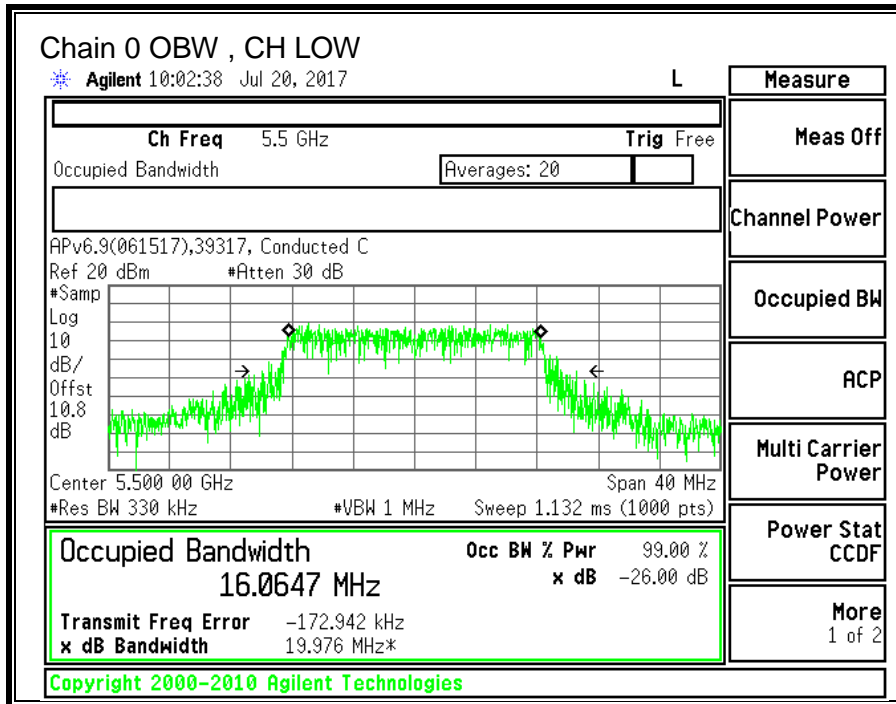 Chain 0 OBW , CH LOW
Agilent 10:02:38 Jul 20, 2017 L
Measure
Ch Freq 5.5 GHz Trig Free
Occupied Bandwidth Averages: 20
APv6.9(061517),39317, Conducted C
Ref 20 dBm #Atten 30 dB
#Samp
Log
10
dB/
Offst
10.8
dB
Center 5.500 00 GHz Span 40 MHz
#Res BW 330 kHz #VBW 1 MHz Sweep 1.132 ms (1000 pts)
Occupied Bandwidth Occ BW % Pwr 99.00 %
16.0647 MHz x dB -26.00 dB
Transmit Freq Error -172.942 kHz
x dB Bandwidth 19.976 MHz*
Meas Off
Channel Power
Occupied BW
ACP
Multi Carrier
Power
Power Stat
CCDF
More
1 of 2
Copyright 2000-2010 Agilent Technologies